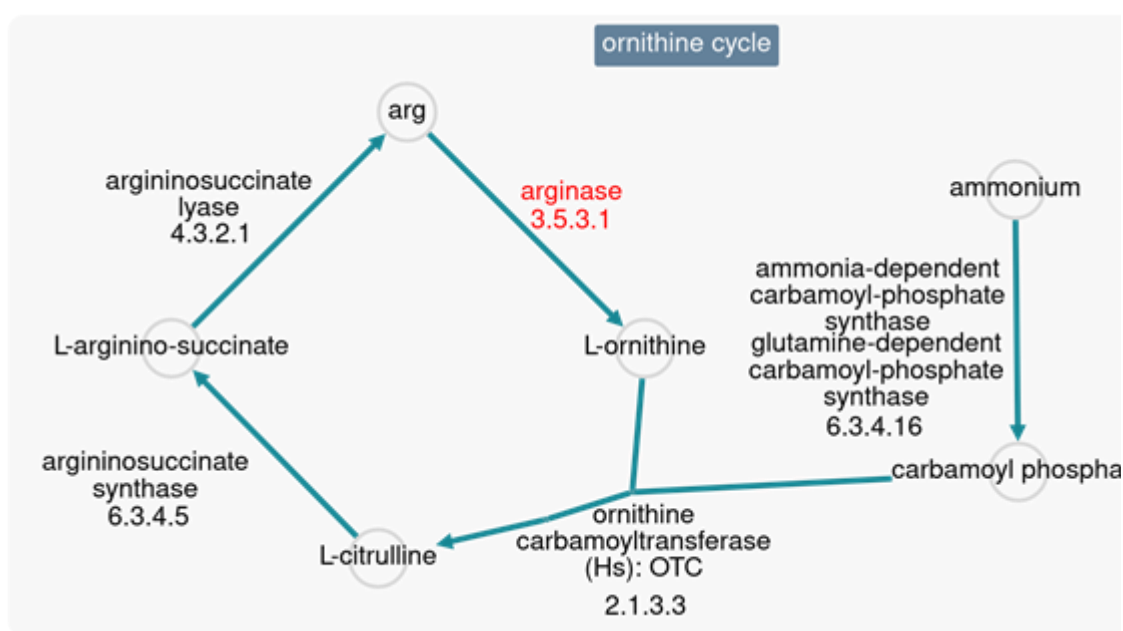 ornithine cycle
arg
argininosuccinate
lyase
4.3.2.1
arginase
3.5.3.1
ammonium
ammonia-dependent
carbamoyl-phosphate
synthase
glutamine-dependent
carbamoyl-phosphate
synthase
6.3.4.16
L-arginino-succinate
L-ornithine
carbamoyl phospha
argininosuccinate
synthase
6.3.4.5
ornithine
carbamoyltransferase
(Hs): OTC
2.1.3.3
L-citrulline